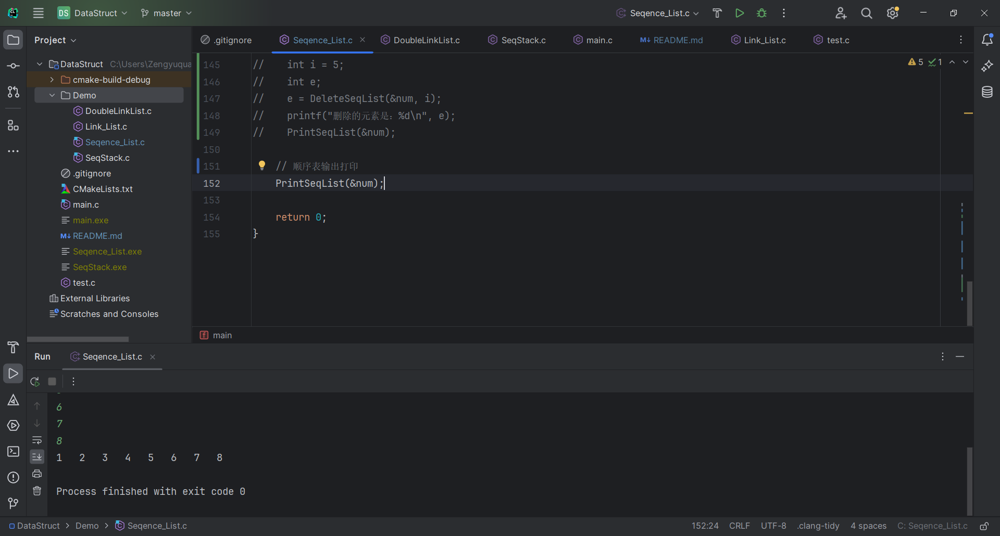 DS DataStruct master Seqence_List.c
Project
.gitignore Seqence_List.c DoubleLinkList.c SeqStack.c main.c M↓ README.md Link_List.c test.c
DataStruct C:\Users\Zengyuqua
cmake-build-debug
Demo
DoubleLinkList.c
Link_List.c
Seqence_List.c
SeqStack.c
.gitignore
CMakeLists.txt
main.c
main.exe
M↓ README.md
Seqence_List.exe
SeqStack.exe
test.c
External Libraries
Scratches and Consoles
5 1
145 //    int i = 5;
146 //    int e;
147 //    e = DeleteSeqList(&num, i);
148 //    printf("删除的元素是: %d\n", e);
149 //    PrintSeqList(&num);
150
151     // 顺序表输出打印
152     PrintSeqList(&num);
153
154     return 0;
155 }
f main
Run Seqence_List.c
6
7
8
1   2   3   4   5   6   7   8
Process finished with exit code 0
DataStruct > Demo > Seqence_List.c 152:24 CRLF UTF-8 .clang-tidy 4 spaces C: Seqence_List.c